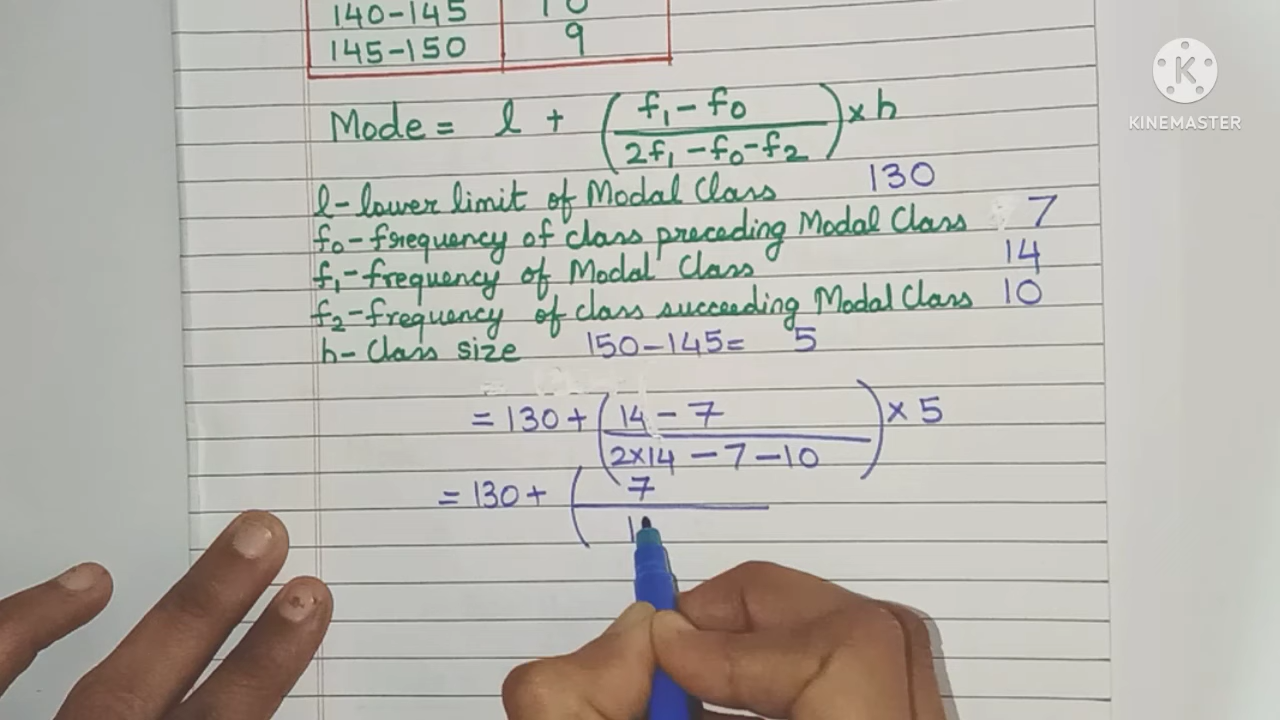 140-145 10
145-150 9
Mode = l + (f₁ - f₀ / 2f₁ - f₀ - f₂) × h
l - lower limit of Modal Class 130
f₀ - frequency of class preceding Modal Class 7
f₁ - frequency of Modal Class 14
f₂ - frequency of class succeeding Modal Class 10
h - Class size 150-145= 5
= 130 + (14 - 7 / 2×14 - 7 - 10) × 5
= 130 + ( 7 / 1
KINEMASTER